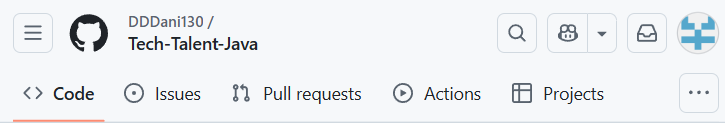 DDDani130 /
Tech-Talent-Java
Code Issues Pull requests Actions Projects